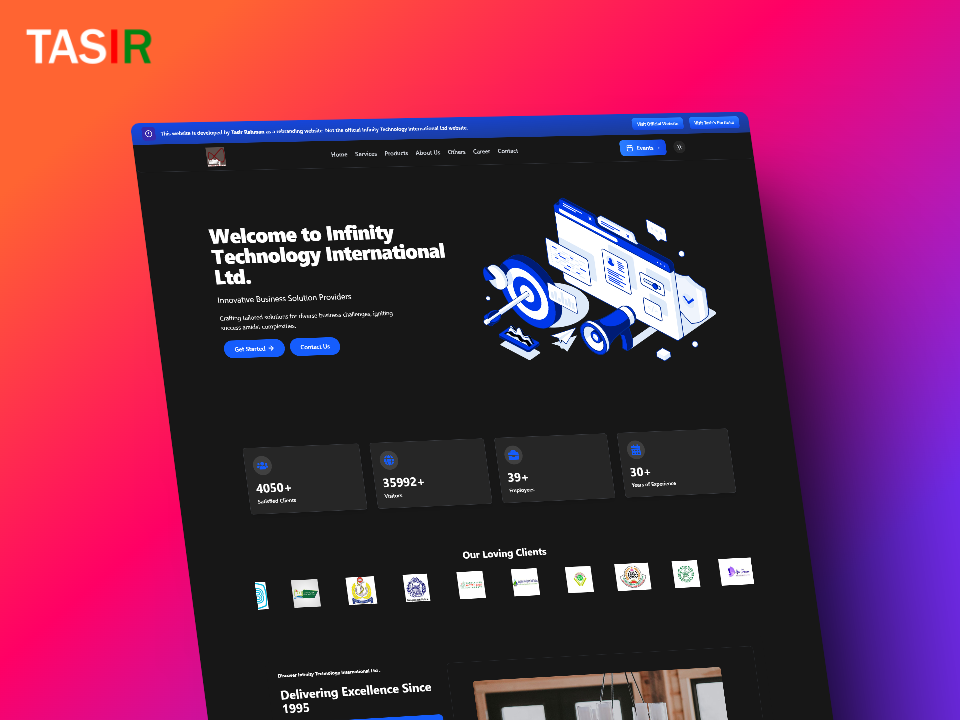 TASIR
This website is developed by Tasir Rahman as a rebranding website. Not the official Infinity Technology International Ltd website.
Visit Official Website
Visit Tasir's Portfolio
Home Services Products About Us Others Career Contact
Events
Welcome to Infinity
Technology International
Ltd.
Innovative Business Solution Providers
Crafting tailored solutions for diverse business challenges, igniting
success amidst complexities.
Get Started →
Contact Us
4050+
Satisfied Clients
35992+
Visitors
39+
Employees
30+
Years of Experience
Our Loving Clients
Discover Infinity Technology International Ltd.
Delivering Excellence Since
1995